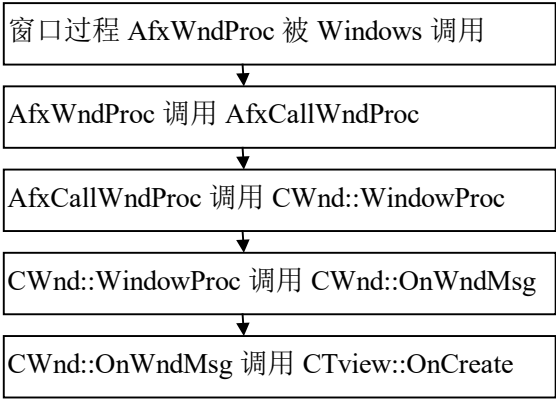 窗口过程 AfxWndProc 被 Windows 调用
AfxWndProc 调用 AfxCallWndProc
AfxCallWndProc 调用 CWnd::WindowProc
CWnd::WindowProc 调用 CWnd::OnWndMsg
CWnd::OnWndMsg 调用 CTview::OnCreate